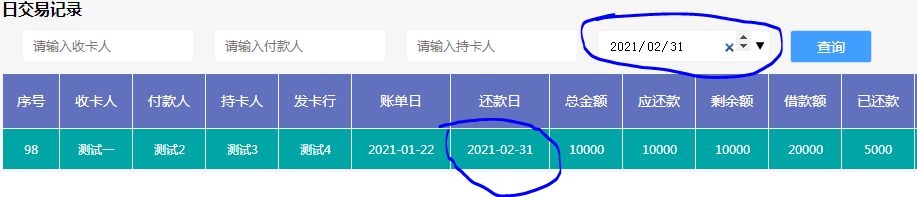 日交易记录
请输入收卡人 请输入付款人 请输入持卡人 2021/02/31 查询
序号 收卡人 付款人 持卡人 发卡行 账单日 还款日 总金额 应还款 剩余额 借款额 已还款
98 测试一 测试2 测试3 测试4 2021-01-22 2021-02-31 10000 10000 10000 20000 5000